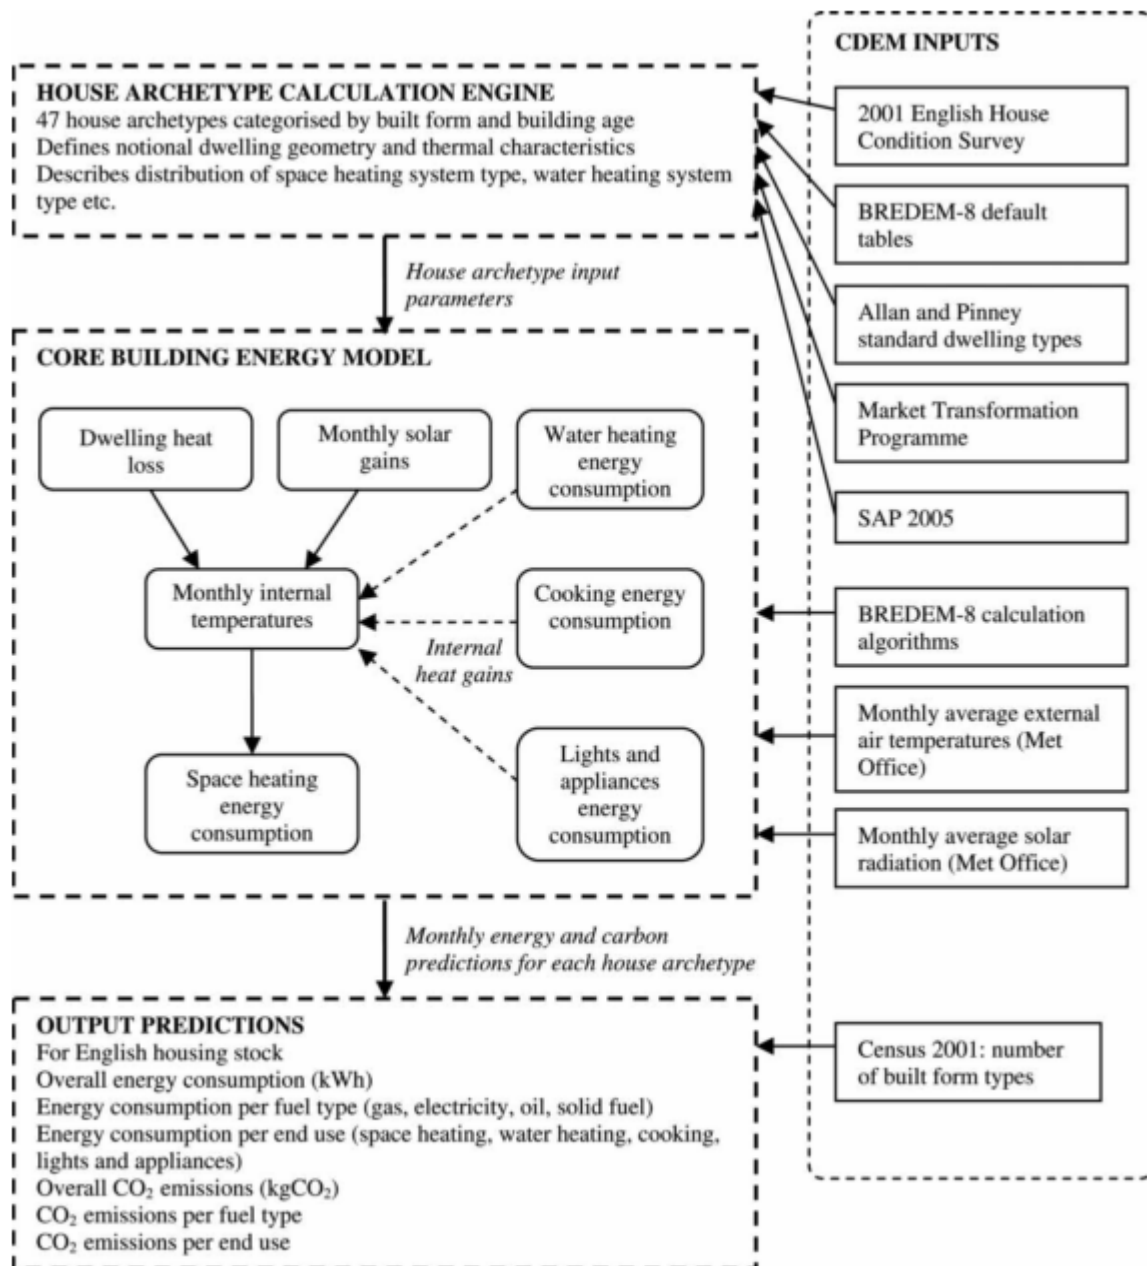 HOUSE ARCHETYPE CALCULATION ENGINE
47 house archetypes categorised by built form and building age
Defines notional dwelling geometry and thermal characteristics
Describes distribution of space heating system type, water heating system
type etc.
House archetype input
parameters
CORE BUILDING ENERGY MODEL
Dwelling heat
loss
Monthly solar
gains
Water heating
energy
consumption
Monthly internal
temperatures
Cooking energy
consumption
Internal
heat gains
Space heating
energy
consumption
Lights and
appliances
energy
consumption
Monthly energy and carbon
predictions for each house archetype
OUTPUT PREDICTIONS
For English housing stock
Overall energy consumption (kWh)
Energy consumption per fuel type (gas, electricity, oil, solid fuel)
Energy consumption per end use (space heating, water heating, cooking,
lights and appliances)
Overall CO₂ emissions (kgCO₂)
CO₂ emissions per fuel type
CO₂ emissions per end use
CDEM INPUTS
2001 English House
Condition Survey
BREDEM-8 default
tables
Allan and Pinney
standard dwelling types
Market Transformation
Programme
SAP 2005
BREDEM-8 calculation
algorithms
Monthly average external
air temperatures (Met
Office)
Monthly average solar
radiation (Met Office)
Census 2001: number
of built form types